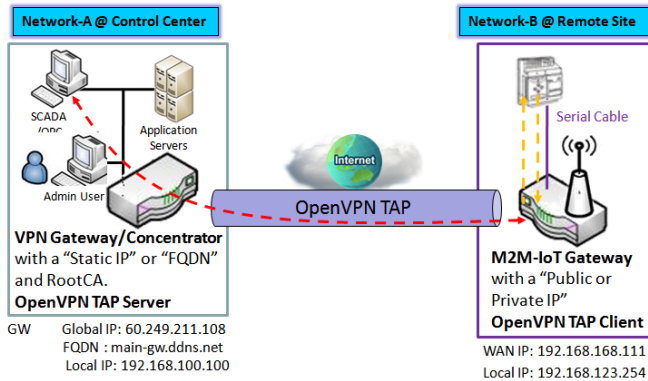 Network-A @ Control Center
Network-B @ Remote Site
SCADA
Application
Servers
Admin User
Serial Cable
Internet
OpenVPN TAP
VPN Gateway/Concentrator
with a “Static IP” or “FQDN”
and RootCA.
OpenVPN TAP Server
M2M-IoT Gateway
with a “Public or
Private IP”
OpenVPN TAP Client
GW Global IP: 60.249.211.108
FQDN : main-gw.ddns.net
Local IP: 192.168.100.100
WAN IP: 192.168.168.111
Local IP: 192.168.123.254